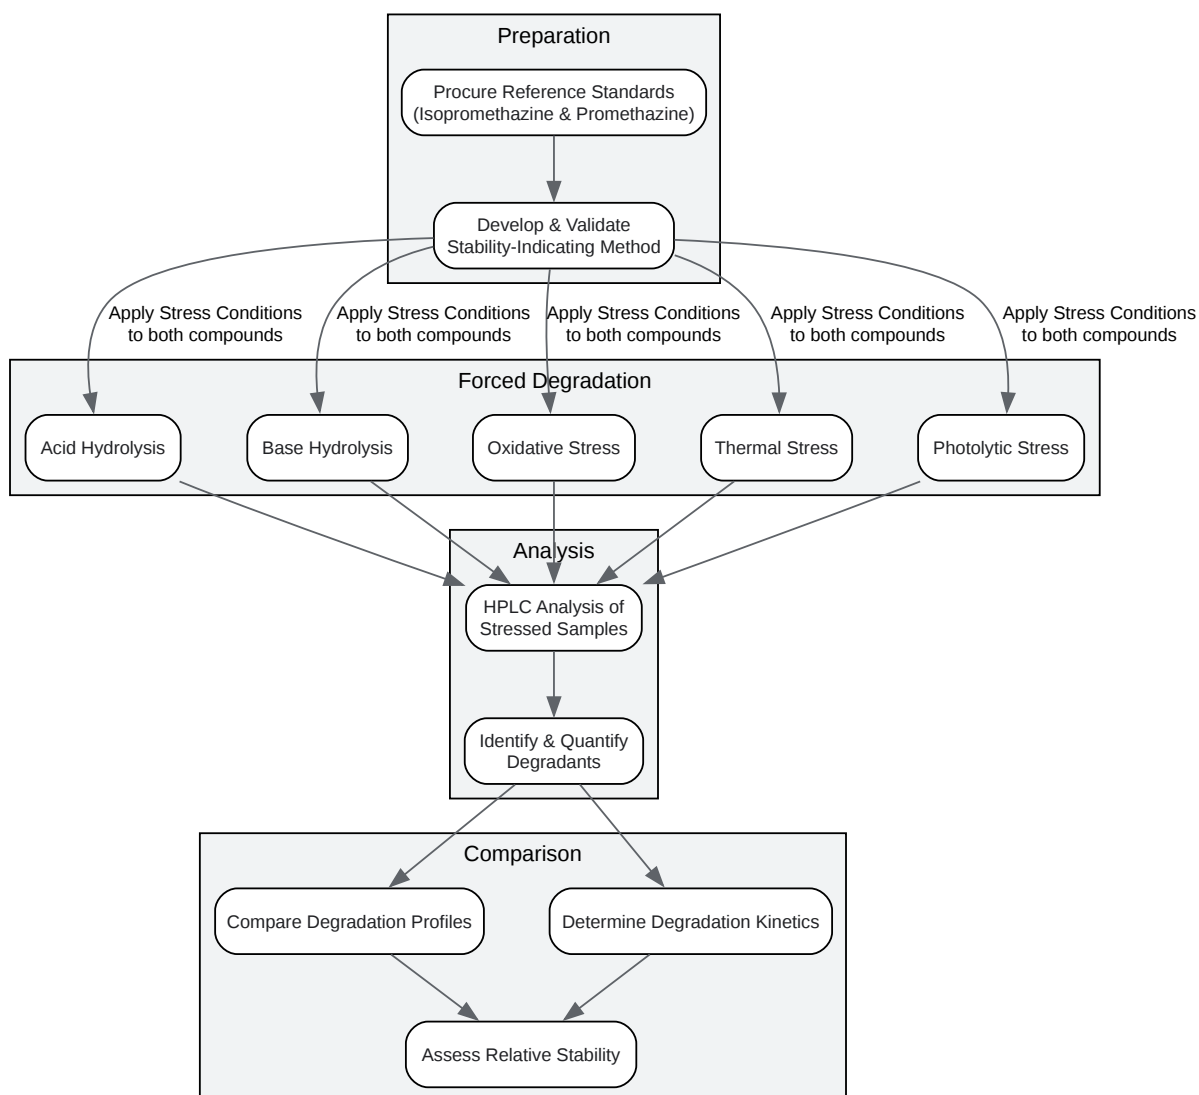 Preparation
Procure Reference Standards
(Isopromethazine & Promethazine)
Develop & Validate
Stability-Indicating Method
Apply Stress Conditions
to both compounds
Apply Stress Conditions
to both compounds
Apply Stress Conditions
to both compounds
Apply Stress Conditions
to both compounds
Apply Stress Conditions
to both compounds
Forced Degradation
Acid Hydrolysis
Base Hydrolysis
Oxidative Stress
Thermal Stress
Photolytic Stress
Analysis
HPLC Analysis of
Stressed Samples
Identify & Quantify
Degradants
Comparison
Compare Degradation Profiles
Determine Degradation Kinetics
Assess Relative Stability